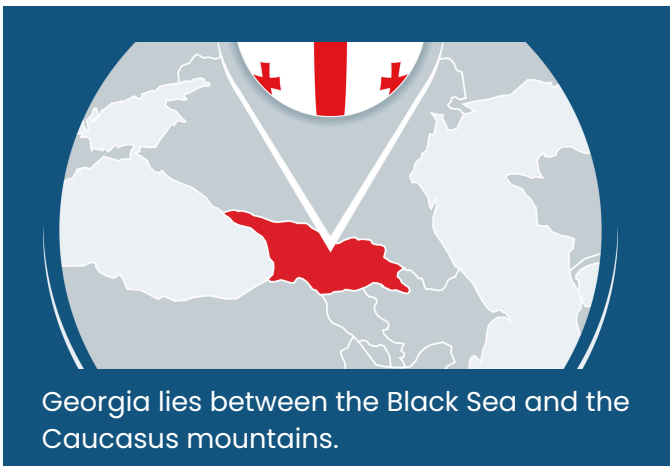 Georgia lies between the Black Sea and the
Caucasus mountains.